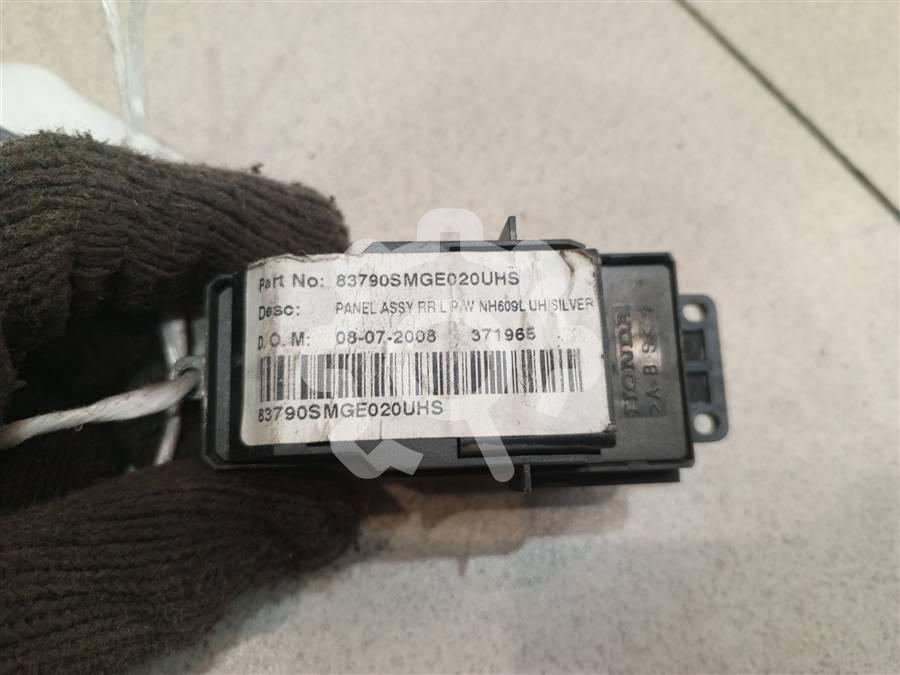 Part No: 83790SMGE020UHS
Desc: PANEL ASSY RR L P/W NH609L UH SILVER
D.O.M: 08-07-2008 371965
83790SMGE020UHS
HONDA